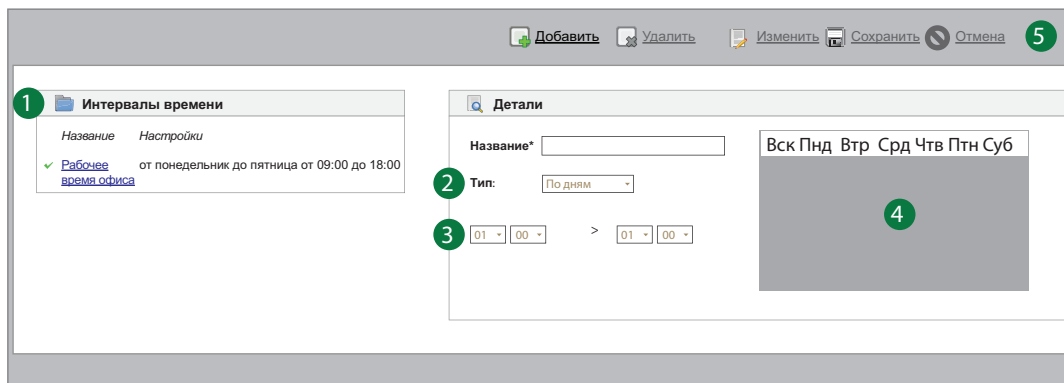 Добавить Удалить Изменить Сохранить Отмена 5
1 Интервалы времени
Название Настройки
Рабочее время офиса от понедельник до пятница от 09:00 до 18:00
Детали
Название*
Вск Пнд Втр Срд Чтв Птн Суб
2 Тип: По дням
3 01 00 > 01 00
4